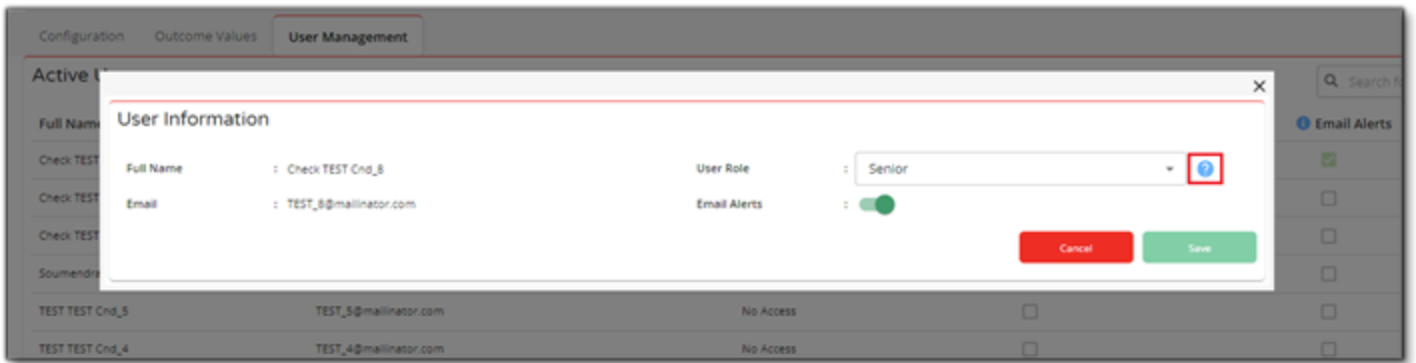 Configuration Outcome Values User Management
Active U
Search f
Full Name Email Alerts
User Information
Check TEST
Full Name : Check TEST Cnd_8 User Role : Senior ?
Check TEST
Email : TEST_8@mailinator.com Email Alerts :
Check TEST
Cancel Save
Soumendra
TEST TEST Cnd_5 TEST_5@mailinator.com No Access
TEST TEST Cnd_4 TEST_4@mailinator.com No Access